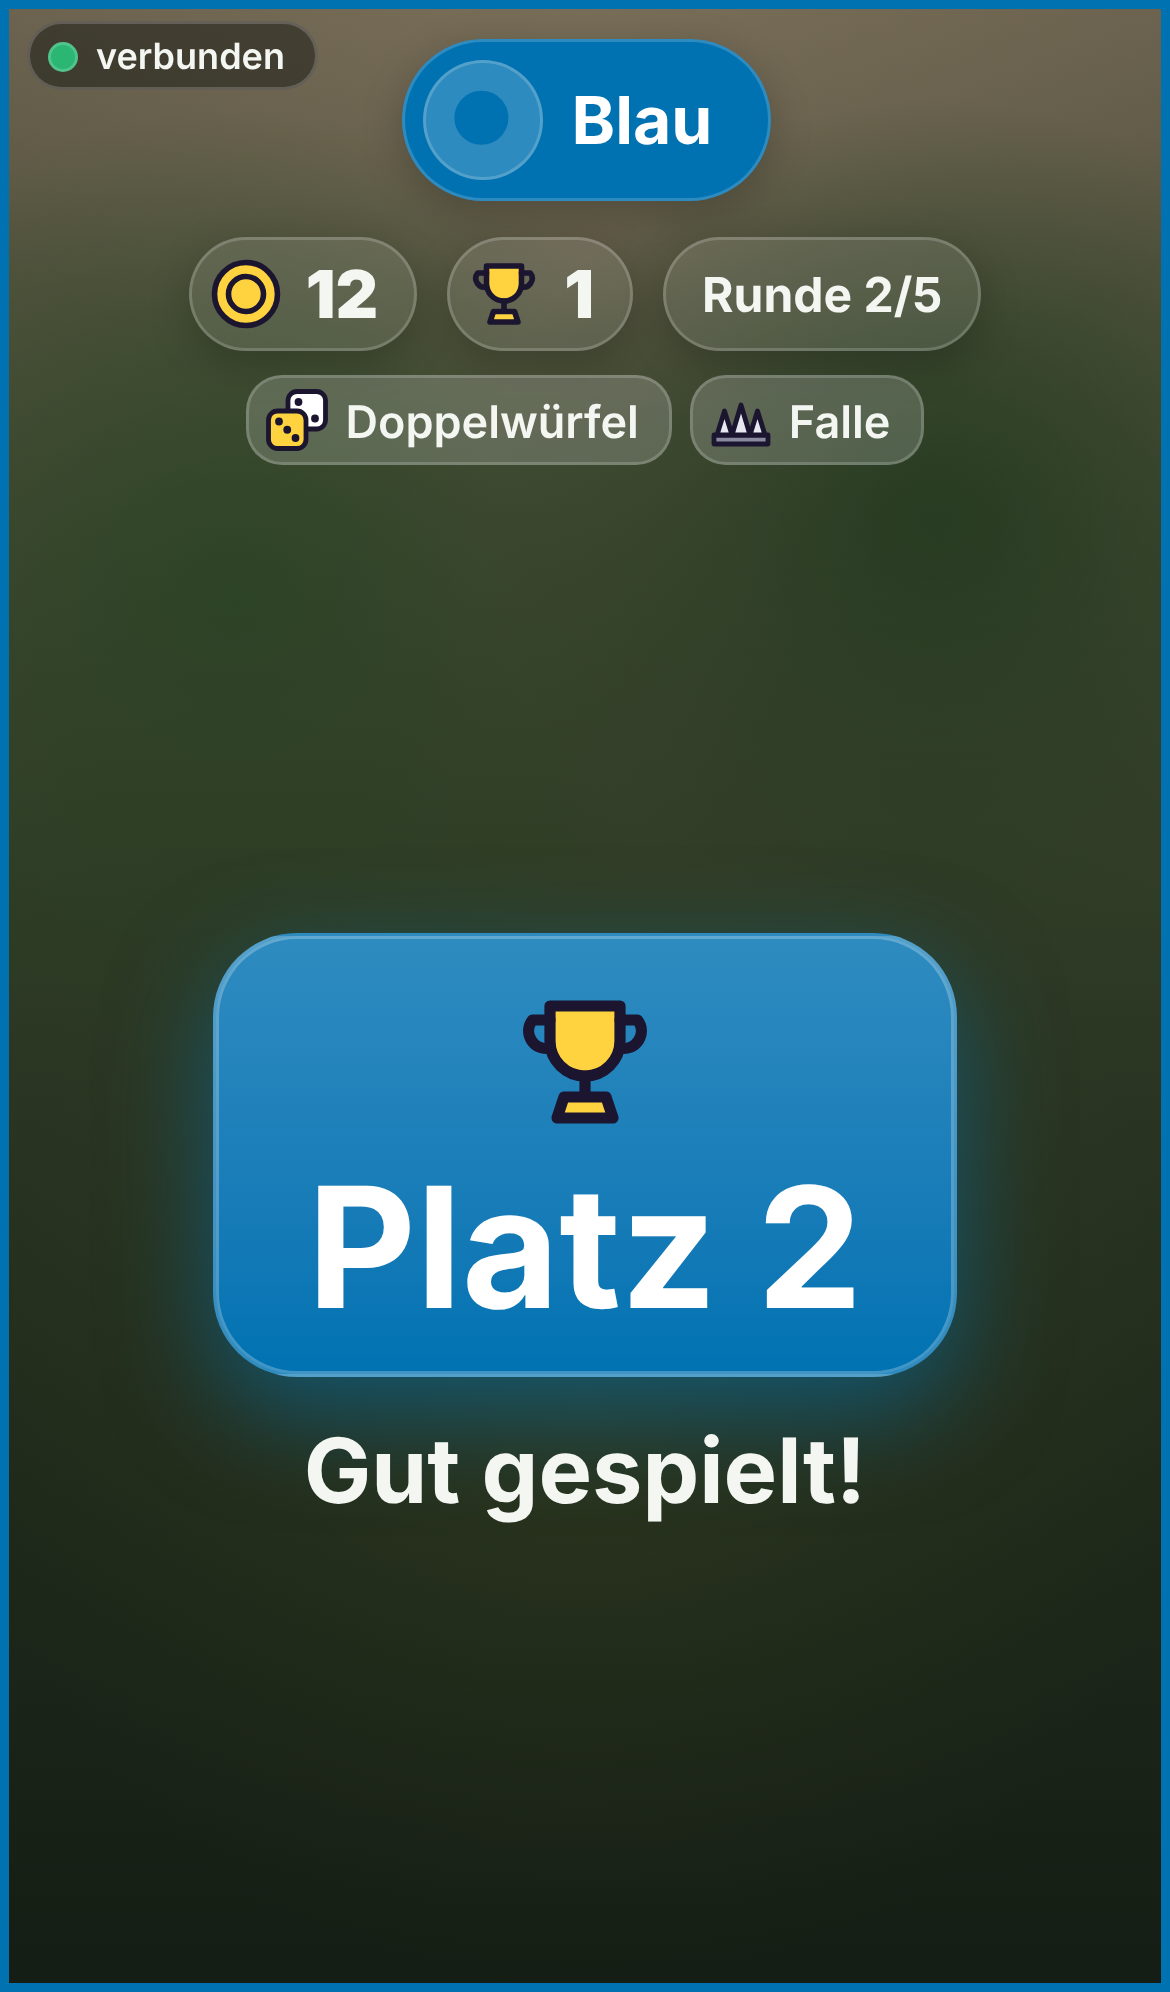 verbunden
Blau
12 1 Runde 2/5
Doppelwürfel Falle
Platz 2
Gut gespielt!